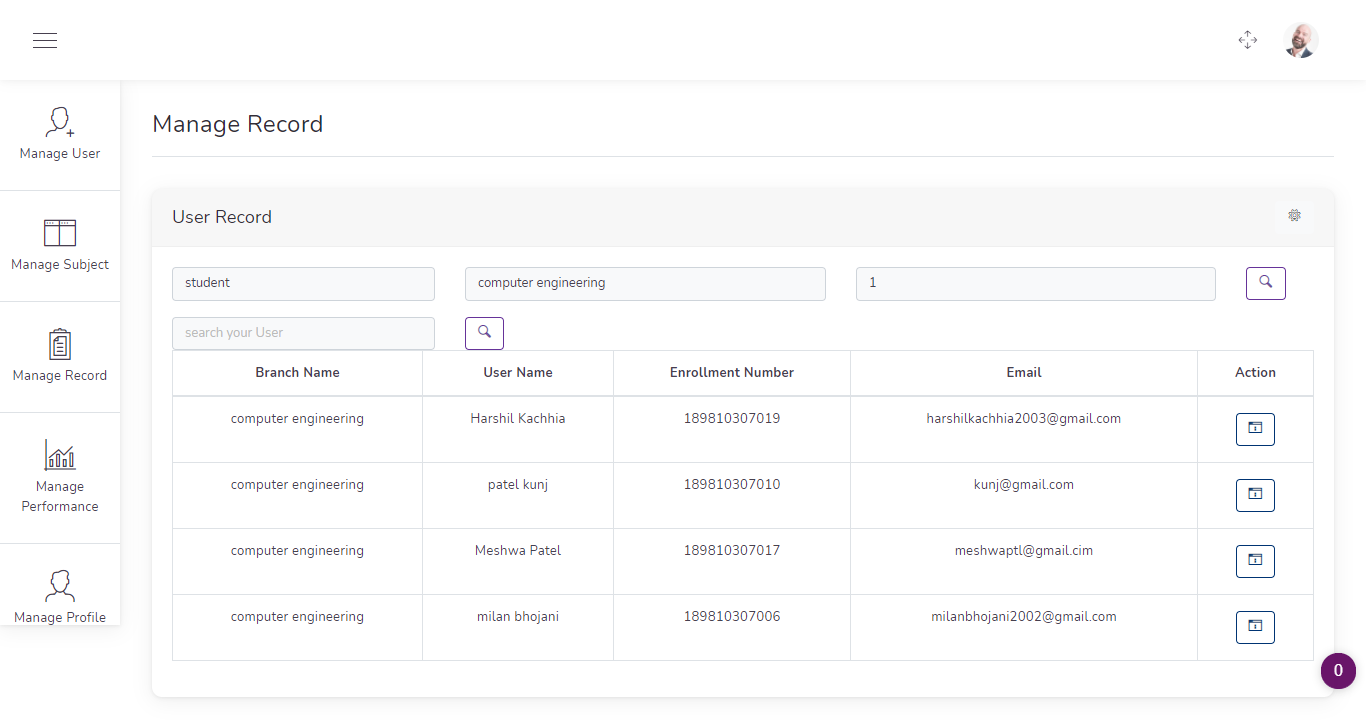 Manage User
Manage Subject
Manage Record
Manage
Performance
Manage Profile
Manage Record
User Record
student
computer engineering
1
search your User
Branch Name User Name Enrollment Number Email Action
computer engineering Harshil Kachhia 189810307019 harshilkachhia2003@gmail.com
computer engineering patel kunj 189810307010 kunj@gmail.com
computer engineering Meshwa Patel 189810307017 meshwaptl@gmail.cim
computer engineering milan bhojani 189810307006 milanbhojani2002@gmail.com
0